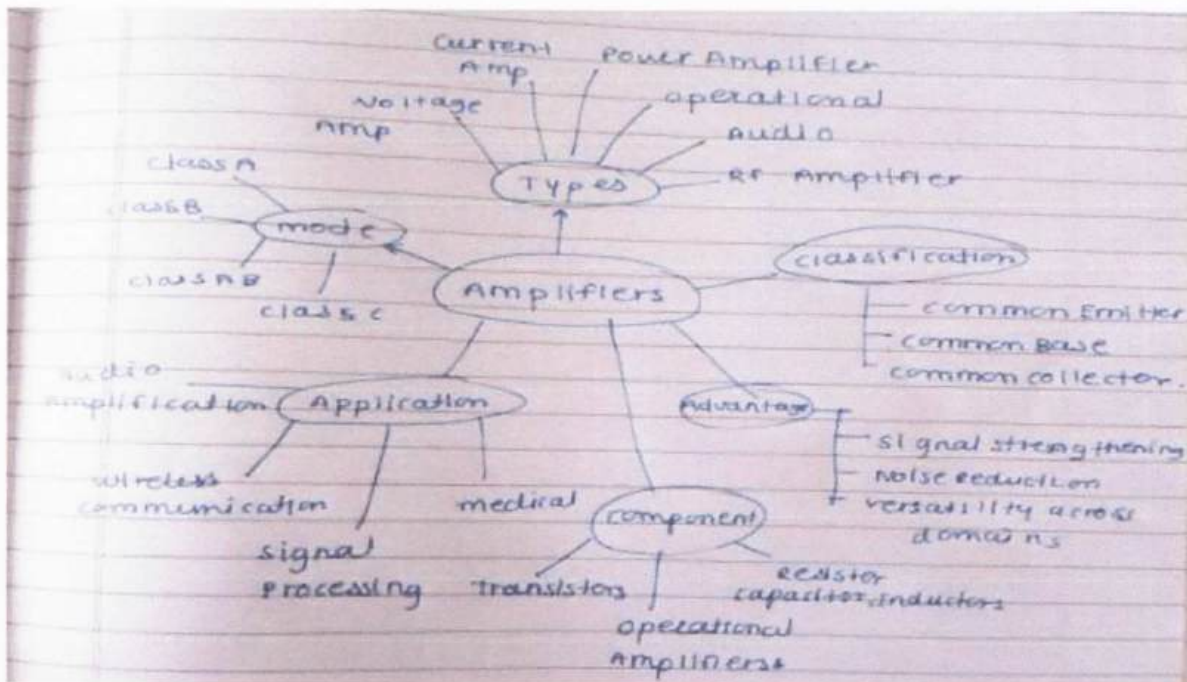 Current
Amp
Power Amplifier
Voltage
Amp
Operational
Audio
RF Amplifier
Types
class A
class B
mode
class AB
class C
Amplifiers
Classification
common Emitter
common Base
common collector.
audio
amplification
Application
Advantage
signal strengthening
Noise Reduction
versatility across
domains
wireless
communication
medical
signal
processing
component
Transistors
Resistor
capacitor, inductors
operational
Amplifierss